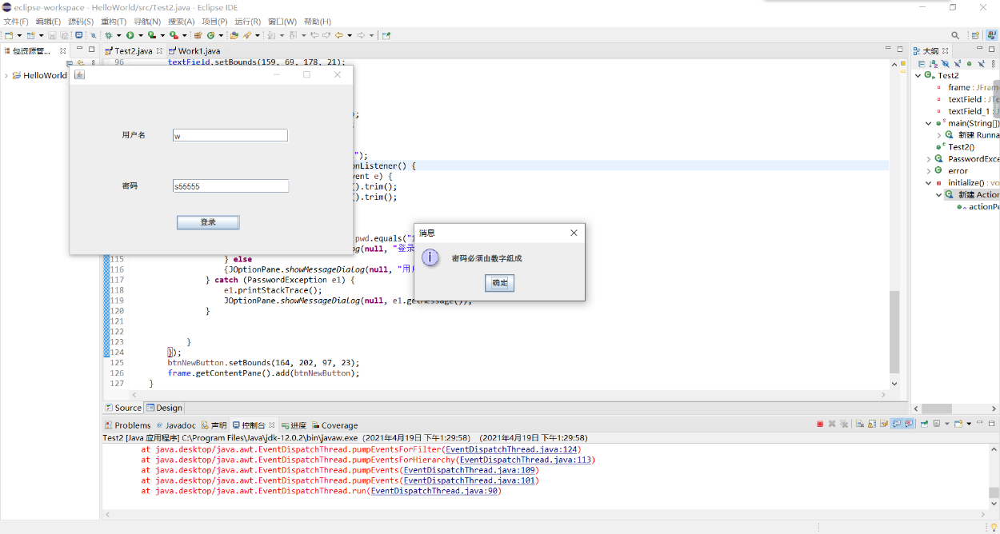 eclipse-workspace - HelloWorld/src/Test2.java - Eclipse IDE
文件(F) 编辑(E) 源码(S) 重构(T) 导航(N) 搜索(A) 项目(P) 运行(R) 窗口(W) 帮助(H)
包资源管...
HelloWorld
Test2.java
Work1.java
96 textField.setBounds(159, 69, 178, 21);
);
");
onListener() {
vent e) {
().trim();
().trim();
pwd.equals("
g(null, "登录
115 } else
116 {JOptionPane.showMessageDialog(null, "用户
117 } catch (PasswordException e1) {
118 e1.printStackTrace();
119 JOptionPane.showMessageDialog(null, e1.getMessage());
120 }
121
122
123 }
124 });
125 btnNewButton.setBounds(164, 202, 97, 23);
126 frame.getContentPane().add(btnNewButton);
127 }
用户名
w
密码
s55555
登录
消息
密码必须由数字组成
确定
大纲
Test2
frame : JFrame
textField : JTe
textField_1 : J
main(String[])
新建 Runna
Test2()
PasswordExce
error
initialize() : vo
新建 Action
actionPe
Source Design
Problems Javadoc 声明 控制台 进度 Coverage
Test2 [Java 应用程序] C:\Program Files\Java\jdk-12.0.2\bin\javaw.exe (2021年4月19日 下午1:29:58) (2021年4月19日 下午1:29:58)
at java.desktop/java.awt.EventDispatchThread.pumpEventsForFilter(EventDispatchThread.java:124)
at java.desktop/java.awt.EventDispatchThread.pumpEventsForHierarchy(EventDispatchThread.java:113)
at java.desktop/java.awt.EventDispatchThread.pumpEvents(EventDispatchThread.java:109)
at java.desktop/java.awt.EventDispatchThread.pumpEvents(EventDispatchThread.java:101)
at java.desktop/java.awt.EventDispatchThread.run(EventDispatchThread.java:90)